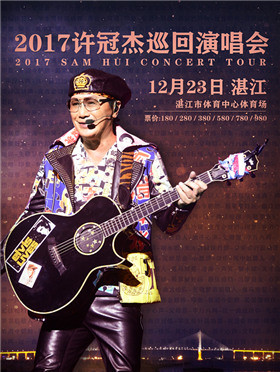 2017许冠杰巡回演唱会
2017 SAM HUI CONCERT TOUR
12月23日 湛江
湛江市体育中心体育场
票价:180 / 280 / 380 / 580 / 780 / 980
ELVIS
LIVES